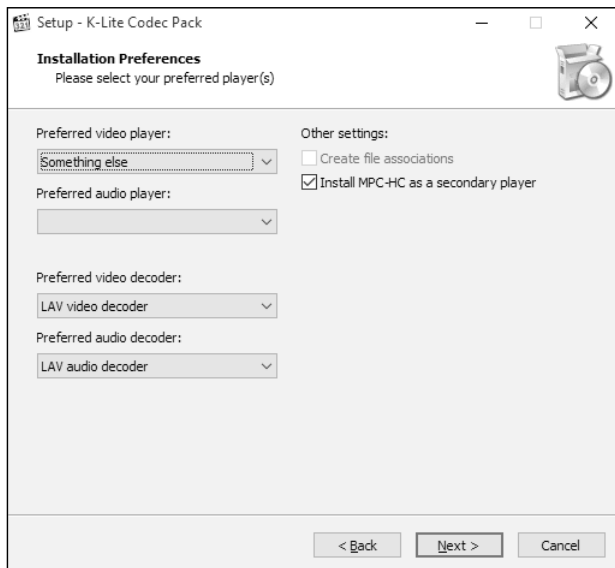 Setup - K-Lite Codec Pack
Installation Preferences
Please select your preferred player(s)
Preferred video player:
Something else
Preferred audio player:
Preferred video decoder:
LAV video decoder
Preferred audio decoder:
LAV audio decoder
Other settings:
Create file associations
Install MPC-HC as a secondary player
< Back
Next >
Cancel